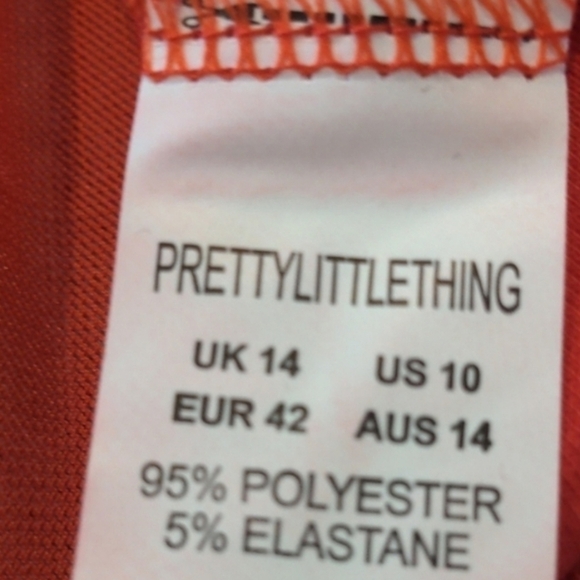 PRETTYLITTLETHING
UK 14 US 10
EUR 42 AUS 14
95% POLYESTER
5% ELASTANE